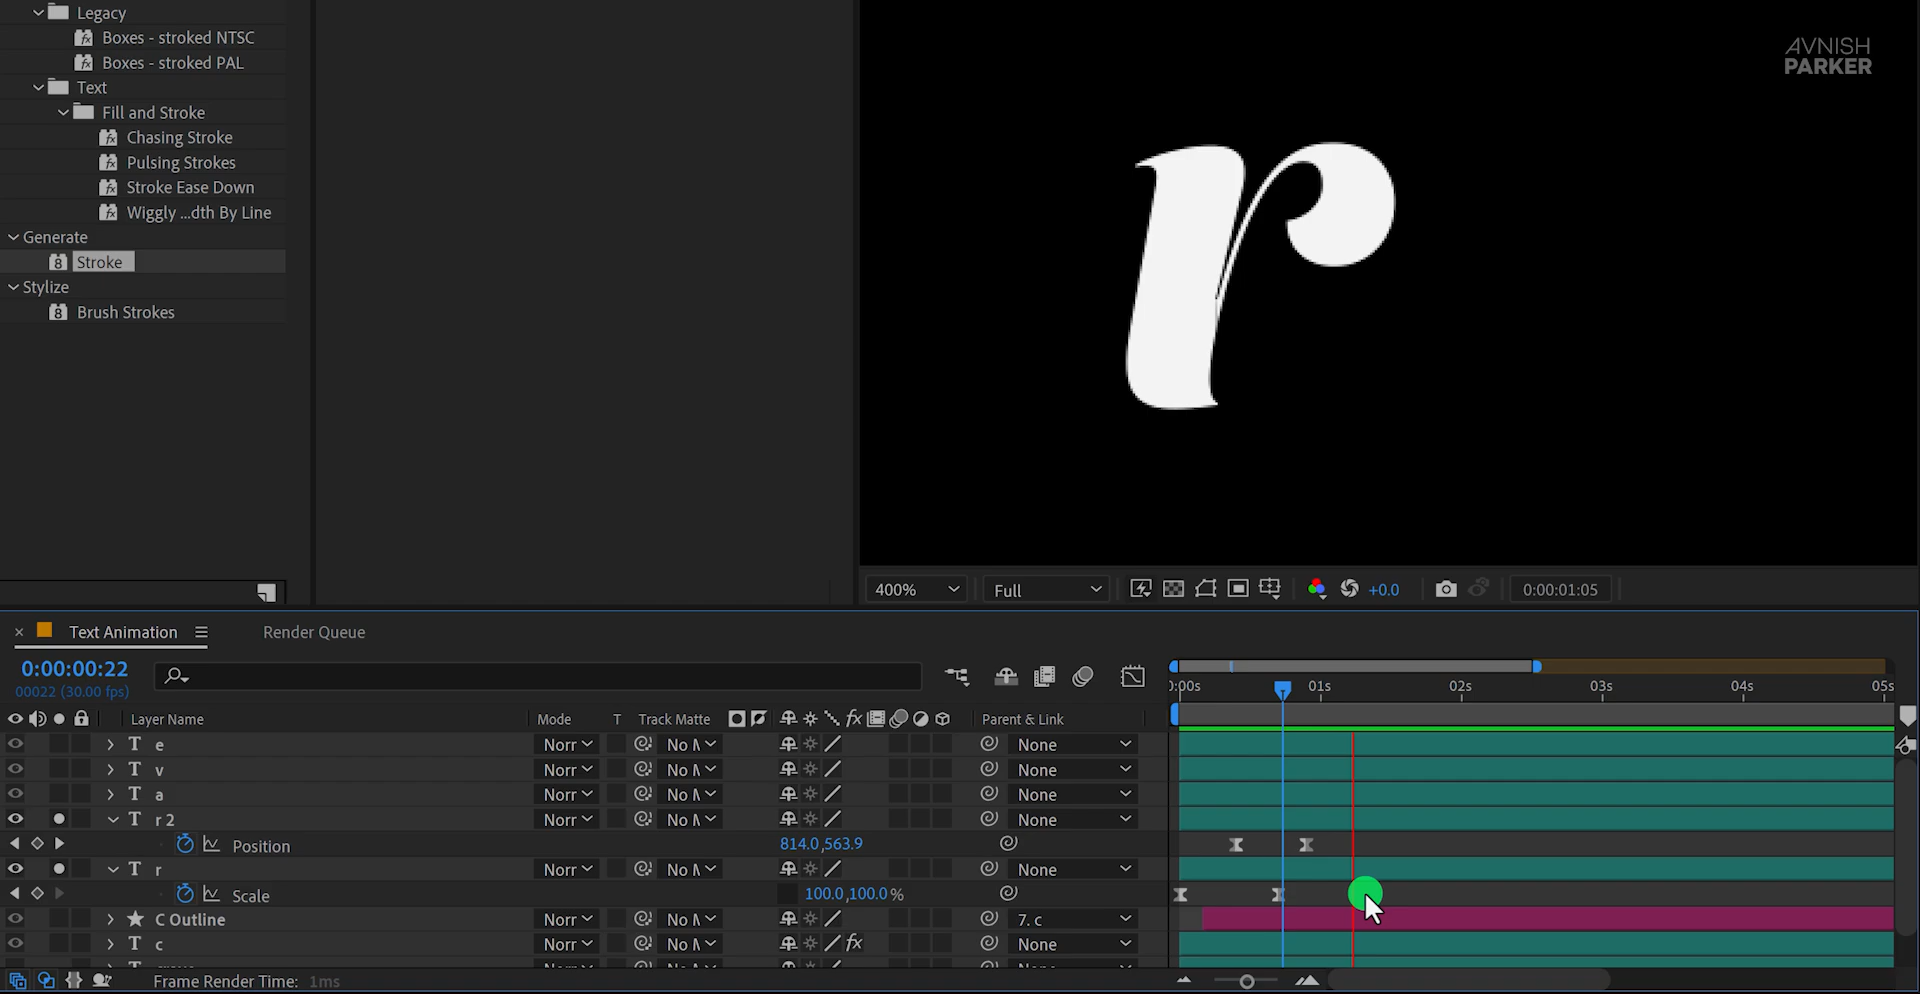 Legacy
Boxes - stroked NTSC
Boxes - stroked PAL
Text
Fill and Stroke
Chasing Stroke
Pulsing Strokes
Stroke Ease Down
Wiggly ...dth By Line
Generate
Stroke
Stylize
Brush Strokes
AVNISH
PARKER
r
400% Full +0.0 0:00:01:05
Text Animation Render Queue
0:00:00:22
00022 (30.00 fps)
0:00s 01s 02s 03s 04s 05s
Layer Name Mode T Track Matte fx Parent & Link
T e Norr No M None
T v Norr No M None
T a Norr No M None
T r 2 Norr No M None
Position 814.0,563.9
T r Norr No M None
Scale 100.0,100.0 %
C Outline Norr No M 7. c
T c Norr No M fx None
Frame Render Time: 1ms